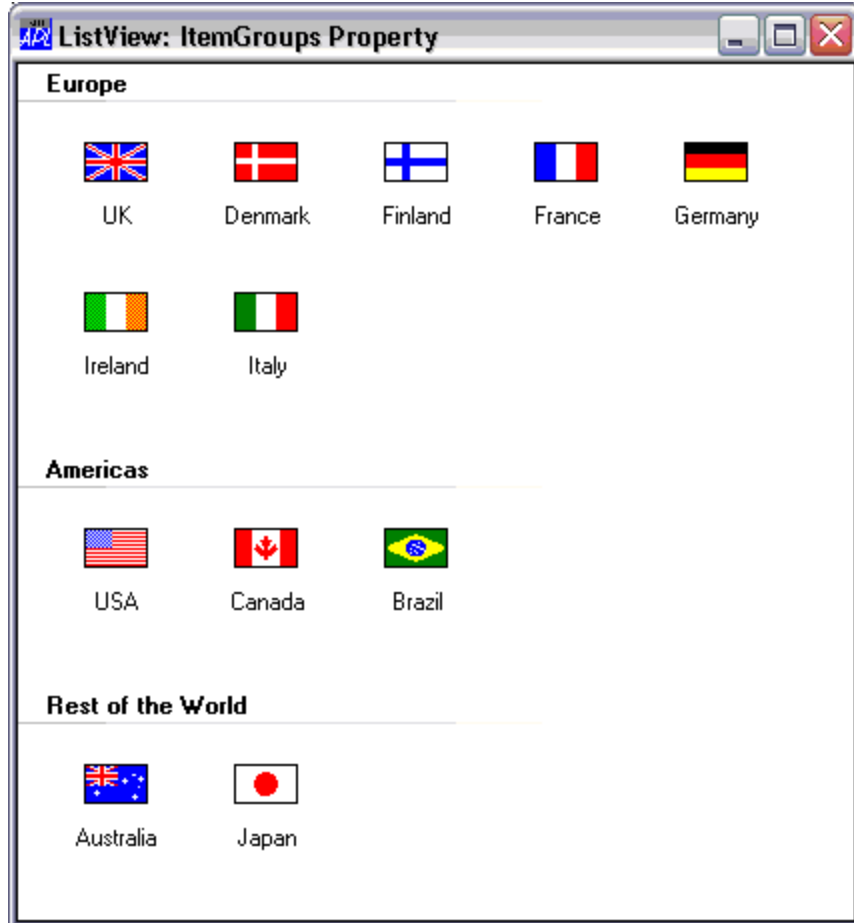 ListView: ItemGroups Property
Europe
UK Denmark Finland France Germany
Ireland Italy
Americas
USA Canada Brazil
Rest of the World
Australia Japan